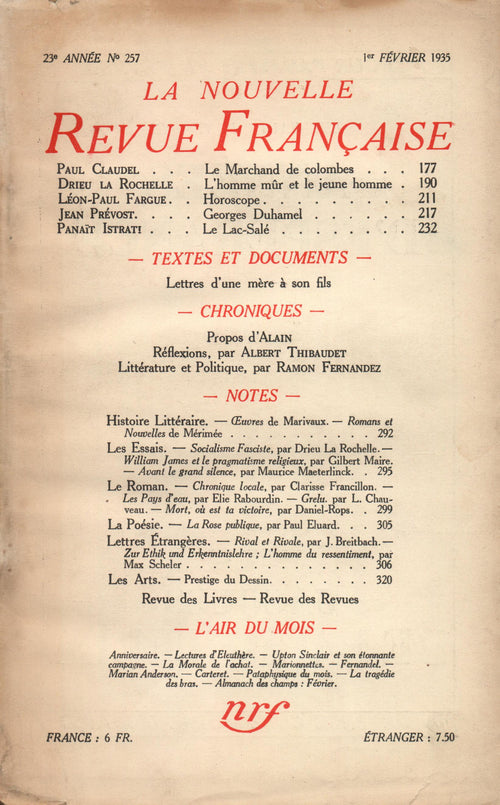 23e ANNÉE No 257 1er FÉVRIER 1935
LA NOUVELLE
REVUE FRANÇAISE
PAUL CLAUDEL . . . Le Marchand de colombes . . . 177
DRIEU LA ROCHELLE . L'homme mûr et le jeune homme . 190
LÉON-PAUL FARGUE. . Horoscope . . . . . . . . . 211
JEAN PRÉVOST. . . . Georges Duhamel . . . . . . 217
PANAÏT ISTRATI . . . Le Lac-Salé . . . . . . . . 232
— TEXTES ET DOCUMENTS —
Lettres d'une mère à son fils
— CHRONIQUES —
Propos d'ALAIN
Réflexions, par ALBERT THIBAUDET
Littérature et Politique, par RAMON FERNANDEZ
— NOTES —
Histoire Littéraire. — Œuvres de Marivaux. — Romans et
Nouvelles de Mérimée . . . . . . . . . . . 292
Les Essais. — Socialisme Fasciste, par Drieu La Rochelle. —
William James et le pragmatisme religieux, par Gilbert Maire.
— Avant le grand silence, par Maurice Maeterlinck. . 295
Le Roman. — Chronique locale, par Clarisse Francillon. —
Les Pays d'eau, par Elie Rabourdin. — Grelu. par L. Chau-
veau. — Mort, où est ta victoire, par Daniel-Rops. . 299
La Poésie. — La Rose publique, par Paul Eluard. . . 305
Lettres Étrangères. — Rival et Rivale, par J. Breitbach. —
Zur Ethik und Erkenntnislehre ; L'homme du ressentiment, par
Max Scheler . . . . . . . . . . . . . 306
Les Arts. — Prestige du Dessin. . . . . . . . 320
Revue des Livres — Revue des Revues
— L'AIR DU MOIS —
Anniversaire. — Lectures d'Eleuthère. — Upton Sinclair et son étonnante
campagne. — La Morale de l'achat. — Marionnettes. — Fernandel. —
Marian Anderson. — Carteret. — Pataphysique du mois. — La tragédie
des bras. — Almanach des champs : Février.
nrf
FRANCE : 6 FR. ÉTRANGER : 7.50